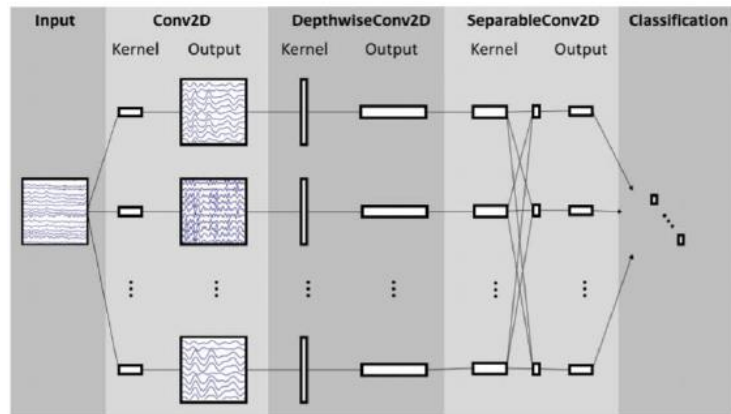 Input Conv2D DepthwiseConv2D SeparableConv2D Classification
Kernel Output Kernel Output Kernel Output